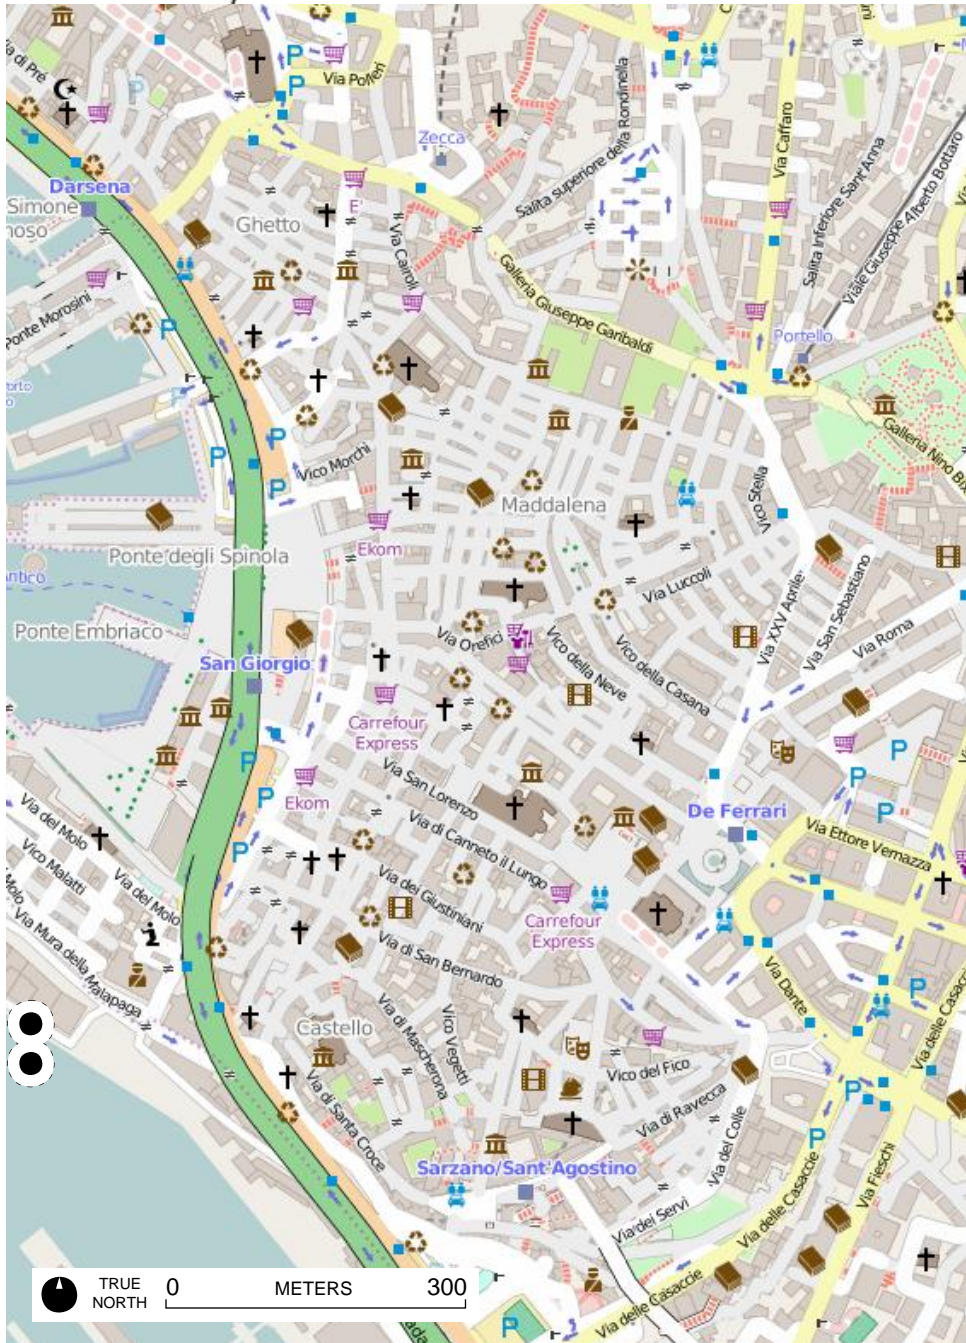 Via Polleri
ia di Prè
Zecca
Salita superiore della Rondinella
Via Caffaro
Salita Inferiore Sant'Anna
Viale Giuseppe Alberto Bottaro
Darsena
Simone
Ghetto
Via Cairoli
Galleria Giuseppe Garibaldi
Ponte Morosini
Portello
Galleria Nino Bix
Vico Morchi
Maddalena
Vico Stella
Ekom
Ponte degli Spinola
Antico
Via Luccoli
Via XXV Aprile
Via San Sebastiano
Ponte Embriaco
Via Orefici
Vico della Neve
Vico della Casana
Via Roma
San Giorgio
Carrefour
Express
Via San Lorenzo
Ekom
De Ferrari
Via Ettore Vernazza
Via del Molo
Vico Malatti
Via di Canneto il Lungo
Via dei Giustiniani
Via del Molo
Molo
Via Mura della Malapaga
Carrefour
Express
Via di San Bernardo
Via Dante
Via delle Casacc
Castello
Via di Mascherona
Vico Vegetti
Vico del Fico
Via di Santa Croce
Via di Ravecca
Via del Colle
Sarzano/Sant'Agostino
Via dei Servi
Via delle Casaccie
Via Fieschi
Via delle Casaccie
TRUE
NORTH
0 METERS 300